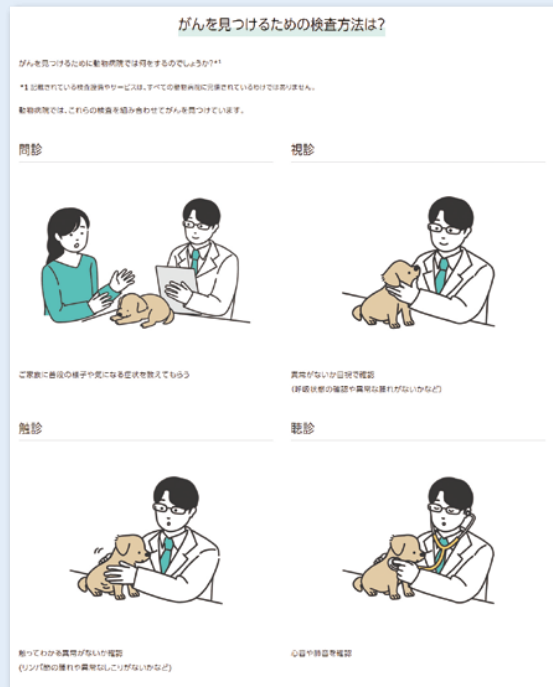 がんを見つけるための検査方法は?
がんを見つけるために動物病院では何をするのでしょうか?*¹
*1 記載されている検査設備やサービスは、すべての動物病院に完備されているわけではありません。
動物病院では、これらの検査を組み合わせてがんを見つけています。
問診
視診
ご家族に普段の様子や気になる症状を教えてもらう
異常がないか目視で確認
(呼吸状態の確認や異常な腫れがないかなど)
触診
聴診
触ってわかる異常がないか確認
(リンパ節の腫れや異常なしこりがないかなど)
心音や肺音を確認